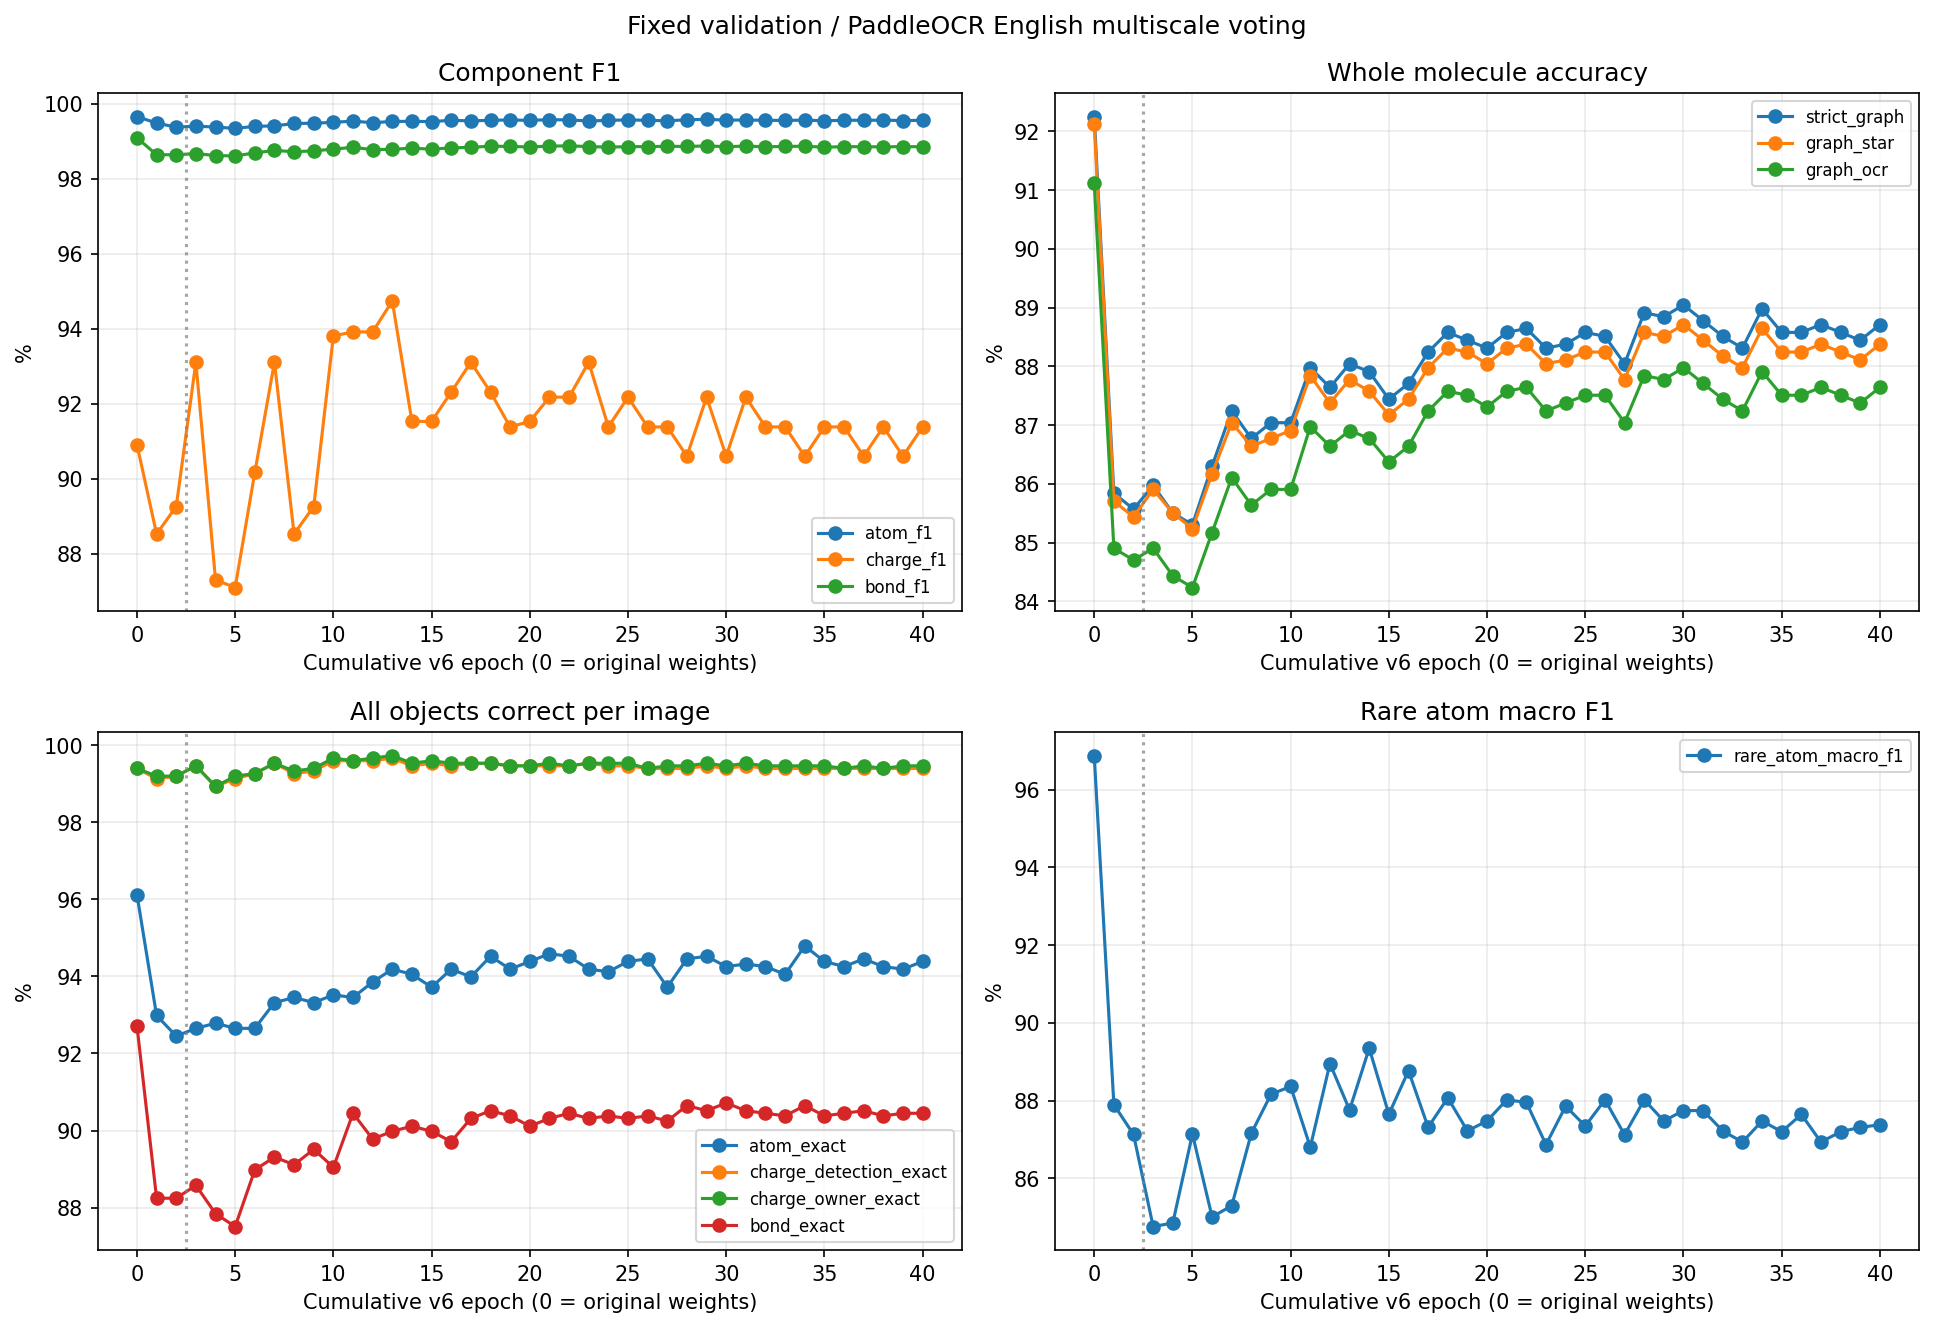 Fixed validation / PaddleOCR English multiscale voting
Component F1
100
98
96
94
92
90
88
%
0 5 10 15 20 25 30 35 40
Cumulative v6 epoch (0 = original weights)
atom_f1
charge_f1
bond_f1
Whole molecule accuracy
92
91
90
89
88
87
86
85
84
%
0 5 10 15 20 25 30 35 40
Cumulative v6 epoch (0 = original weights)
strict_graph
graph_star
graph_ocr
All objects correct per image
100
98
96
94
92
90
88
%
0 5 10 15 20 25 30 35 40
Cumulative v6 epoch (0 = original weights)
atom_exact
charge_detection_exact
charge_owner_exact
bond_exact
Rare atom macro F1
96
94
92
90
88
86
%
0 5 10 15 20 25 30 35 40
Cumulative v6 epoch (0 = original weights)
rare_atom_macro_f1